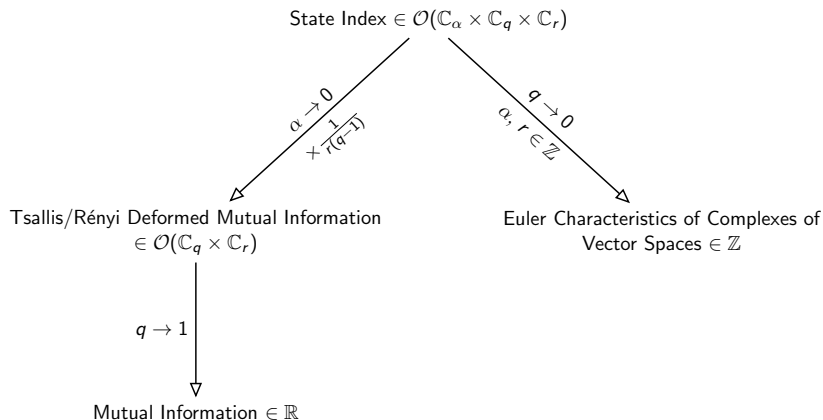 State Index ∈ 𝒪(ℂ_α × ℂ_q × ℂ_r)
α → 0
× 1/r(q−1)
q → 0
α, r ∈ ℤ
Tsallis/Rényi Deformed Mutual Information
∈ 𝒪(ℂ_q × ℂ_r)
Euler Characteristics of Complexes of
Vector Spaces ∈ ℤ
q → 1
Mutual Information ∈ ℝ